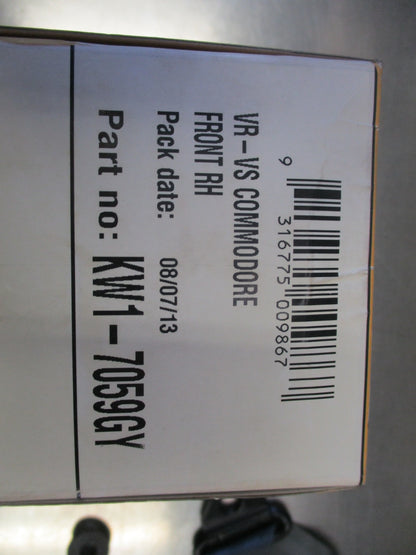 9 316775 009867
VR-VS COMMODORE
FRONT RH
Pack date: 08/07/13
Part no: KW1-7059GY